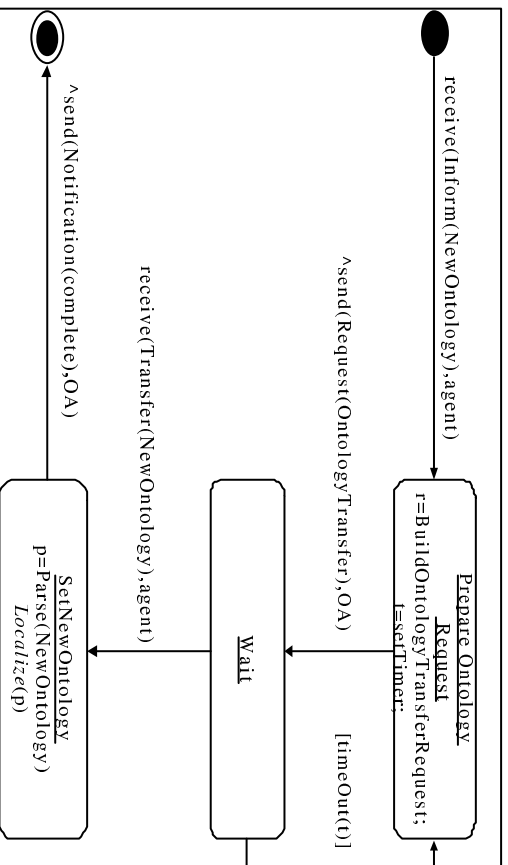 receive(Inform(NewOntology),agent)
Prepare Ontology
Request
r=BuildOntologyTransferRequest;
t=setTimer;
^send(Request(OntologyTransfer),OA)
[timeOut(t)]
Wait
receive(Transfer(NewOntology),agent)
SetNewOntology
p=Parse(NewOntology)
Localize(p)
^send(Notification(complete),OA)